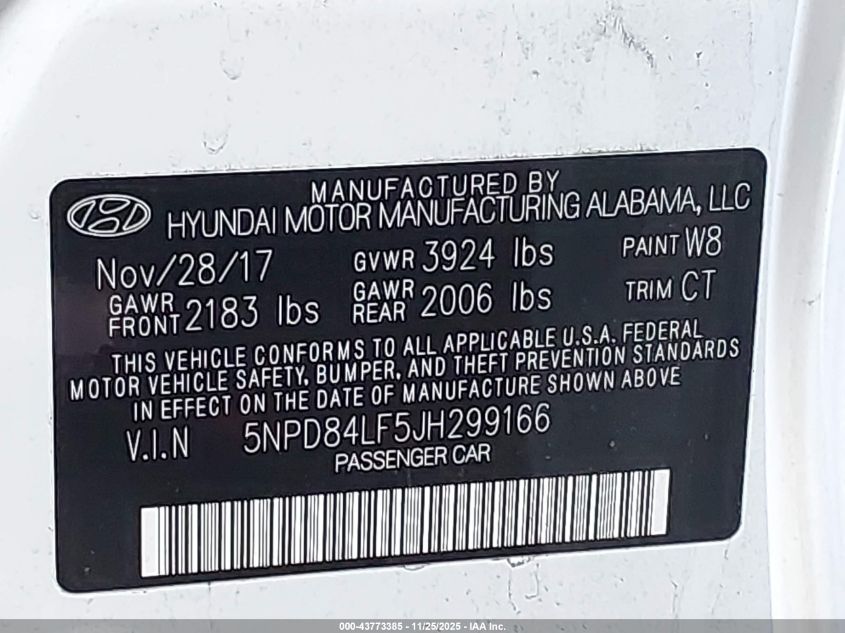 MANUFACTURED BY
HYUNDAI MOTOR MANUFACTURING ALABAMA, LLC
Nov/28/17 GVWR 3924 lbs PAINT W8
GAWR FRONT 2183 lbs GAWR REAR 2006 lbs TRIM CT
THIS VEHICLE CONFORMS TO ALL APPLICABLE U.S.A. FEDERAL
MOTOR VEHICLE SAFETY, BUMPER, AND THEFT PREVENTION STANDARDS
IN EFFECT ON THE DATE OF MANUFACTURE SHOWN ABOVE
V.I.N 5NPD84LF5JH299166
PASSENGER CAR
000-43773385 - 11/25/2025 - IAA Inc.